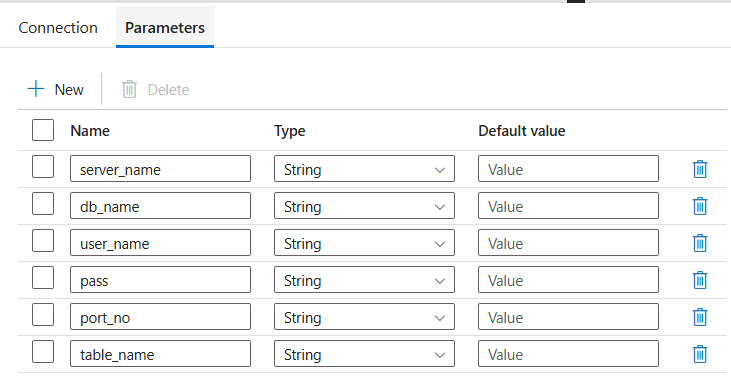 Connection Parameters
New Delete
Name Type Default value
server_name String Value
db_name String Value
user_name String Value
pass String Value
port_no String Value
table_name String Value